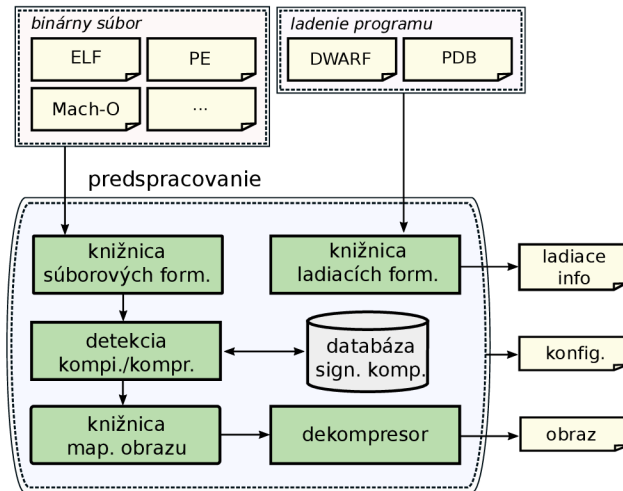 binárny súbor
ELF
PE
Mach-O
...
ladenie programu
DWARF
PDB
predspracovanie
knižnica
súborových form.
knižnica
ladiacích form.
ladiace
info
detekcia
kompi./kompr.
databáza
sign. komp.
konfig.
knižnica
map. obrazu
dekompresor
obraz